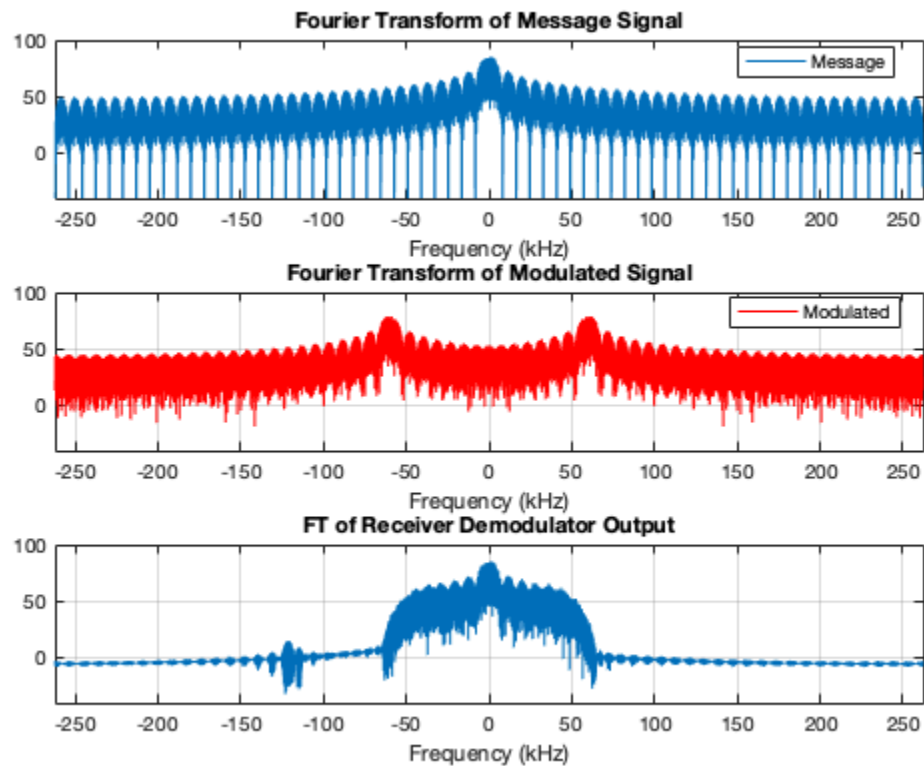 Fourier Transform of Message Signal
100
Message
50
0
-250 -200 -150 -100 -50 0 50 100 150 200 250
Frequency (kHz)
Fourier Transform of Modulated Signal
100
Modulated
50
0
-250 -200 -150 -100 -50 0 50 100 150 200 250
Frequency (kHz)
FT of Receiver Demodulator Output
100
50
0
-250 -200 -150 -100 -50 0 50 100 150 200 250
Frequency (kHz)